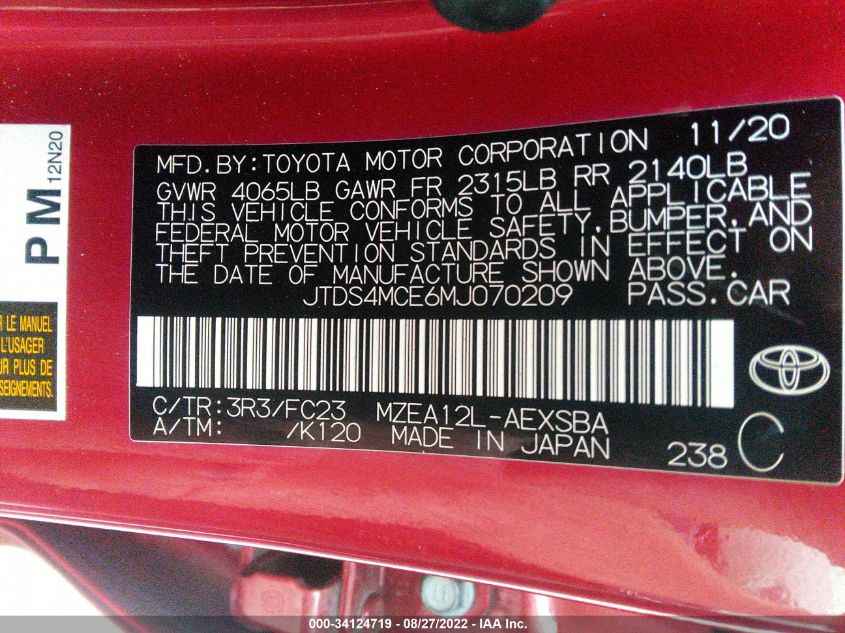 MFD.BY:TOYOTA MOTOR CORPORATION 11/20
GVWR 4065LB GAWR FR 2315LB RR 2140LB
THIS VEHICLE CONFORMS TO ALL APPLICABLE
FEDERAL MOTOR VEHICLE SAFETY, BUMPER, AND
THEFT PREVENTION STANDARDS IN EFFECT ON
THE DATE OF MANUFACTURE SHOWN ABOVE.
JTDS4MCE6MJ070209 PASS.CAR
C/TR:3R3/FC23 MZEA12L-AEXSBA
A/TM: /K120 MADE IN JAPAN
238 C
PM 12N20
R LE MANUEL
L'USAGER
UR PLUS DE
SEIGNEMENTS.
000-34124719 - 08/27/2022 - IAA Inc.